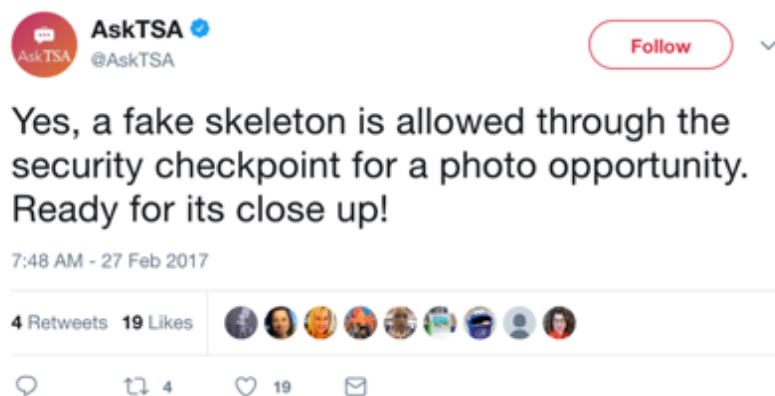 AskTSA
AskTSA
@AskTSA
Follow
Yes, a fake skeleton is allowed through the
security checkpoint for a photo opportunity.
Ready for its close up!
7:48 AM - 27 Feb 2017
4 Retweets 19 Likes
4 19